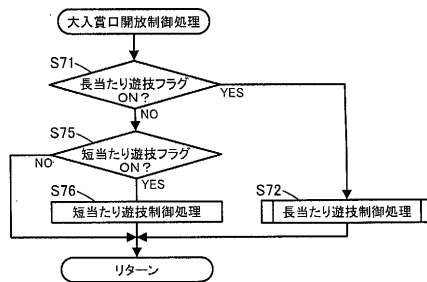 大入賞口開放制御処理
S71
長当たり遊技フラグ
ON?
YES
NO
S75
短当たり遊技フラグ
ON?
NO
YES
S76
短当たり遊技制御処理
S72
長当たり遊技制御処理
リターン